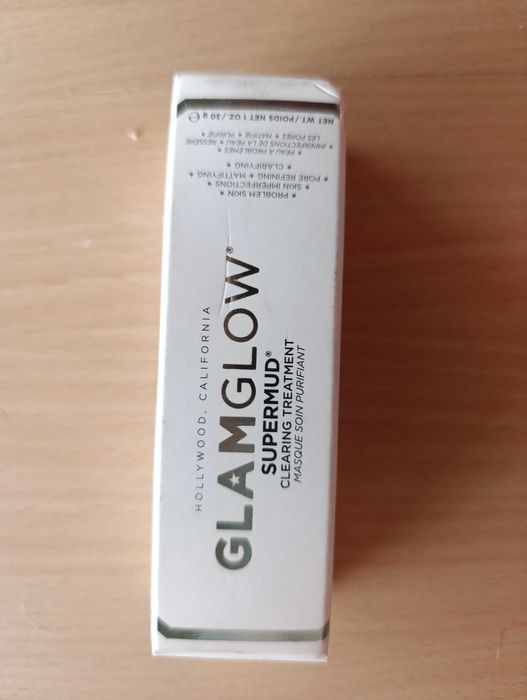 HOLLYWOOD, CALIFORNIA
GLAMGLOW®
SUPERMUD®
CLEARING TREATMENT
MASQUE SOIN PURIFIANT
★ PROBLEM SKIN ★
★ SKIN IMPERFECTIONS ★
PORE REFINING ★ MATTIFYING
★ CLARIFYING ★
★ PEAU À PROBLÈMES ★
★ IMPERFECTIONS DE LA PEAU ★ RESSERRE
LES PORES ★ MATIFIE ★ PURIFIE
NET WT./POIDS NET 1 OZ./30 g ℮